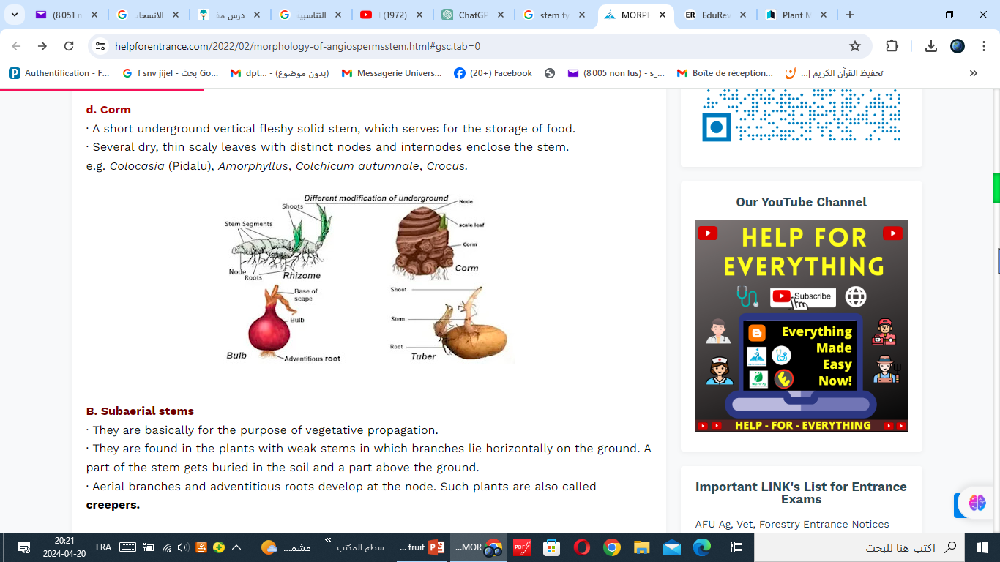 (8 051 n
الانسحاب
درس مف
التناسبية
(1972)
ChatGP
stem ty
MORPH
EduRev
Plant M
helpforentrance.com/2022/02/morphology-of-angiospermsstem.html#gsc.tab=0
Authentification - F...
f snv jijel - بحث Go...
(بدون موضوع) - ...dpt
Messagerie Univers...
(20+) Facebook
(8 005 non lus) - s_...
Boîte de réception...
تحفيظ القرآن الكريم |...
»
d. Corm
· A short underground vertical fleshy solid stem, which serves for the storage of food.
· Several dry, thin scaly leaves with distinct nodes and internodes enclose the stem.
e.g. Colocasia (Pidalu), Amorphyllus, Colchicum autumnale, Crocus.
Different modification of underground
Shoots
Stem Segments
Node
Roots
Rhizome
Node
scale leaf
Corm
Corm
Base of
scape
Bulb
Bulb
Adventitious root
Shoot
Stem
Root
Tuber
B. Subaerial stems
· They are basically for the purpose of vegetative propagation.
· They are found in the plants with weak stems in which branches lie horizontally on the ground. A
part of the stem gets buried in the soil and a part above the ground.
· Aerial branches and adventitious roots develop at the node. Such plants are also called
creepers.
Our YouTube Channel
HELP FOR
EVERYTHING
Subscribe
Everything
Made
Easy
Now!
HELP - FOR - EVERYTHING
Important LINK's List for Entrance
Exams
AFU Ag, Vet, Forestry Entrance Notices
20:21
2024-04-20
FRA
مشم...
سطح المكتب
»
... fruit
...MOR
PDF
اكتب هنا للبحث